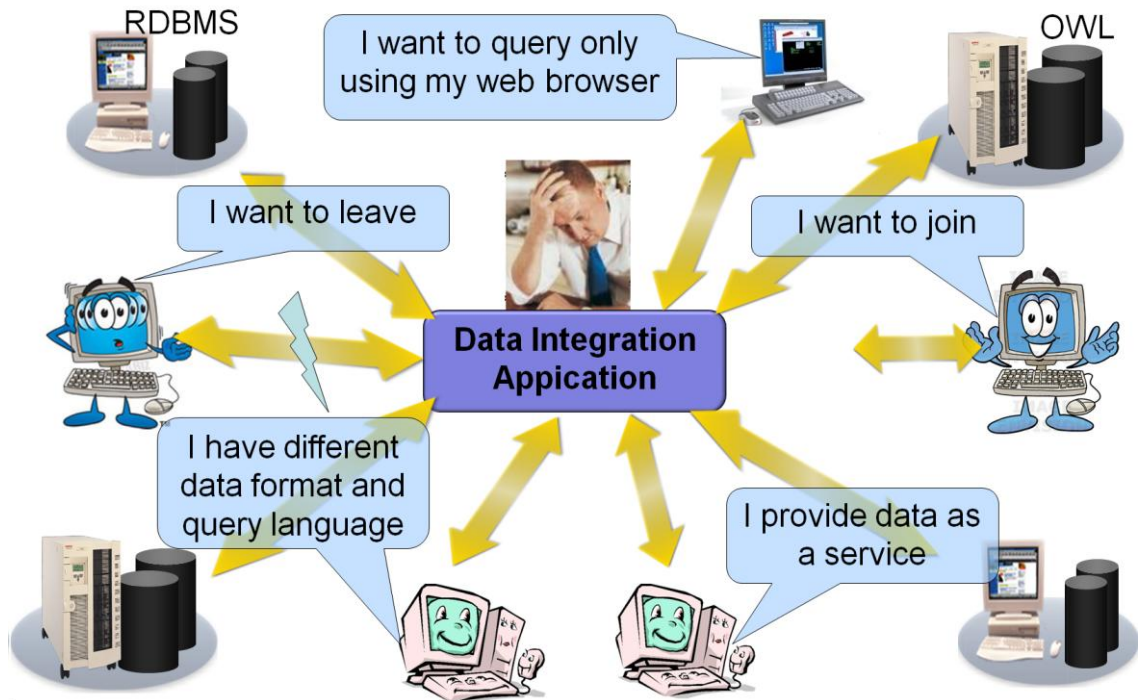 RDBMS
I want to query only
using my web browser
OWL
I want to leave
I want to join
Data Integration
Appication
I have different
data format and
query language
I provide data as
a service
TM